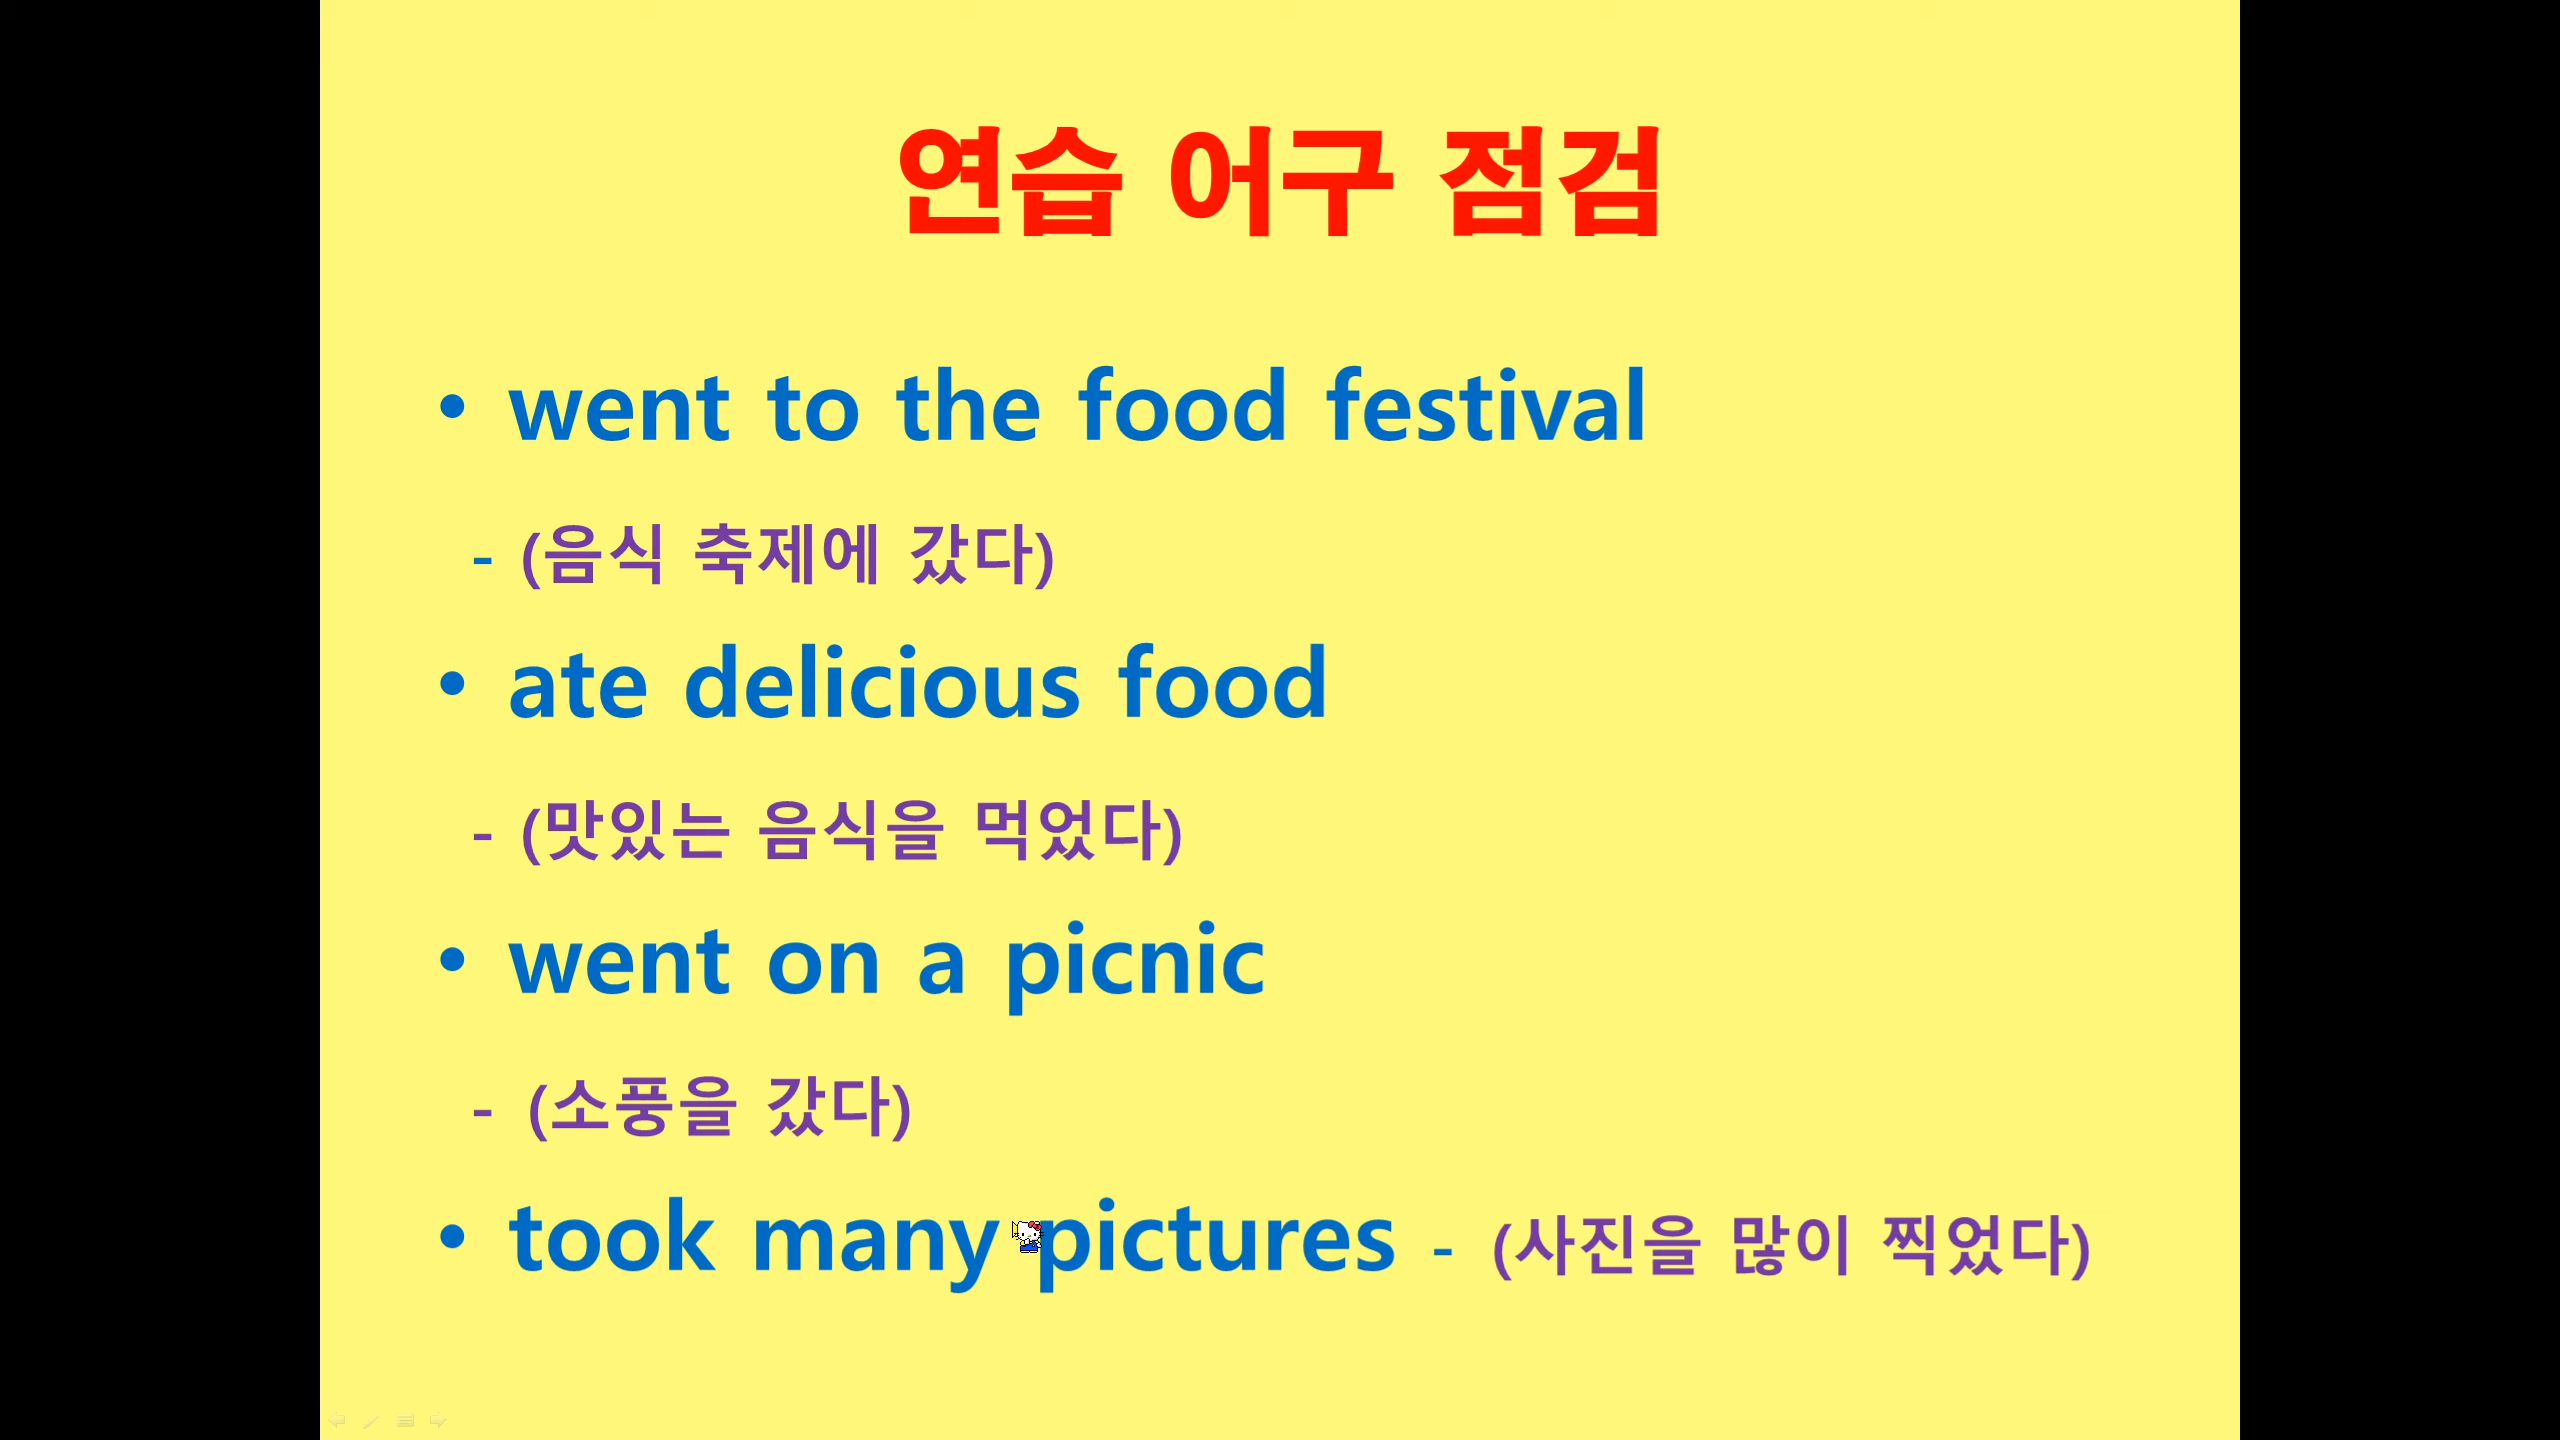 연습 어구 점검
• went to the food festival
- (음식 축제에 갔다)
• ate delicious food
- (맛있는 음식을 먹었다)
• went on a picnic
- (소풍을 갔다)
• took many pictures - (사진을 많이 찍었다)